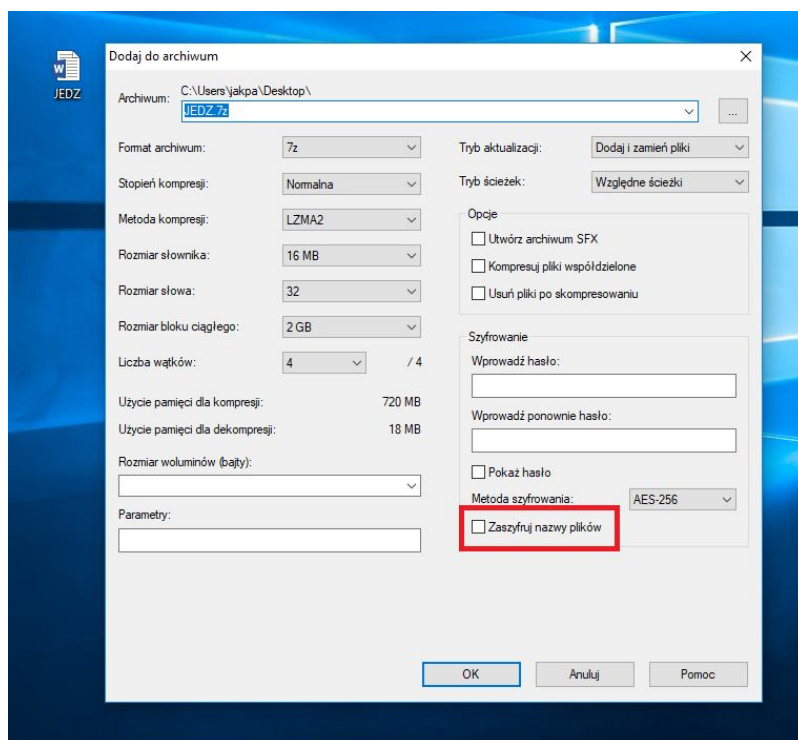 JEDZ
Dodaj do archiwum
Archiwum:
C:\Users\jakpa\Desktop\
JEDZ.7z
...
Format archiwum:
7z
Stopień kompresji:
Normalna
Metoda kompresji:
LZMA2
Rozmiar słownika:
16 MB
Rozmiar słowa:
32
Rozmiar bloku ciągłego:
2 GB
Liczba wątków:
4
/ 4
Użycie pamięci dla kompresji:
720 MB
Użycie pamięci dla dekompresji:
18 MB
Rozmiar woluminów (bajty):
Parametry:
Tryb aktualizacji:
Dodaj i zamień pliki
Tryb ścieżek:
Względne ścieżki
Opcje
Utwórz archiwum SFX
Kompresuj pliki współdzielone
Usuń pliki po skompresowaniu
Szyfrowanie
Wprowadź hasło:
Wprowadź ponownie hasło:
Pokaż hasło
Metoda szyfrowania:
AES-256
Zaszyfruj nazwy plików
OK
Anuluj
Pomoc